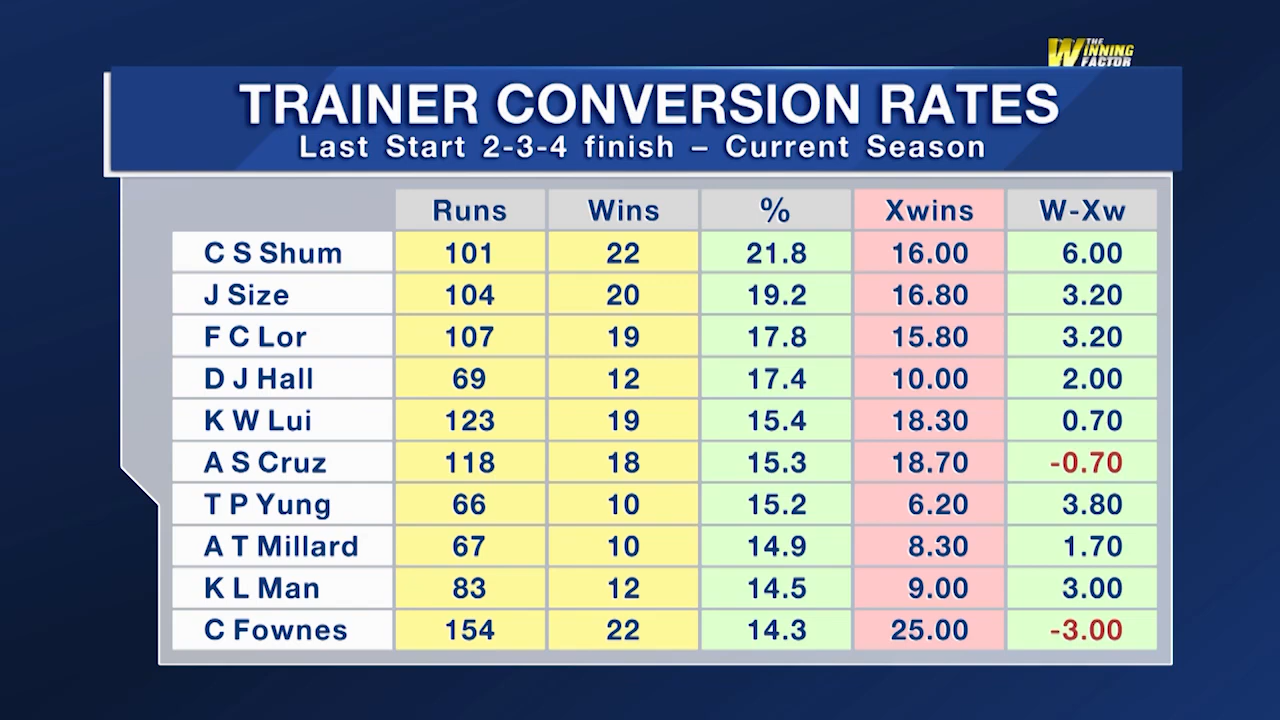 THE WINNING FACTOR
TRAINER CONVERSION RATES
Last Start 2-3-4 finish – Current Season
Runs Wins % Xwins W-Xw
C S Shum 101 22 21.8 16.00 6.00
J Size 104 20 19.2 16.80 3.20
F C Lor 107 19 17.8 15.80 3.20
D J Hall 69 12 17.4 10.00 2.00
K W Lui 123 19 15.4 18.30 0.70
A S Cruz 118 18 15.3 18.70 -0.70
T P Yung 66 10 15.2 6.20 3.80
A T Millard 67 10 14.9 8.30 1.70
K L Man 83 12 14.5 9.00 3.00
C Fownes 154 22 14.3 25.00 -3.00